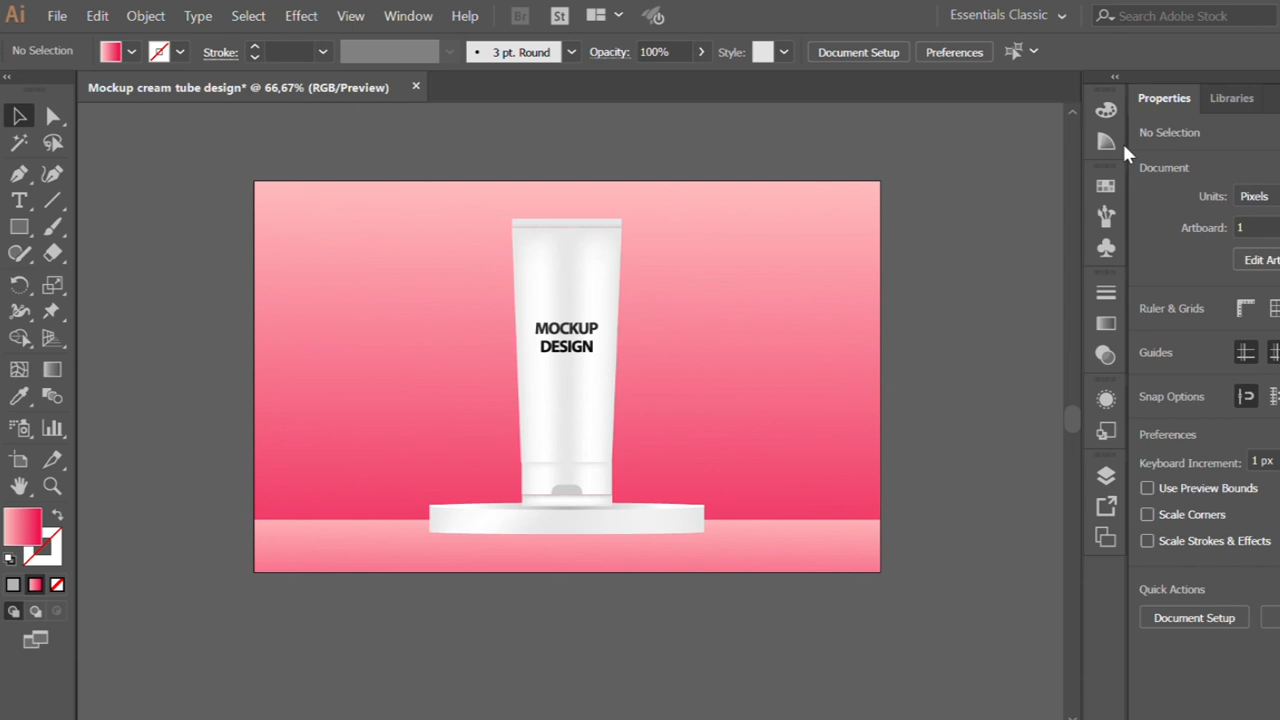 Ai File Edit Object Type Select Effect View Window Help Br St Essentials Classic Search Adobe Stock
No Selection Stroke: 3 pt. Round Opacity: 100% Style: Document Setup Preferences
Mockup cream tube design* @ 66,67% (RGB/Preview) ×
Properties Libraries
No Selection
Document
Units: Pixels
Artboard: 1
Edit Art
Ruler & Grids
Guides
Snap Options
Preferences
Keyboard Increment: 1 px
Use Preview Bounds
Scale Corners
Scale Strokes & Effects
Quick Actions
Document Setup
MOCKUP
DESIGN